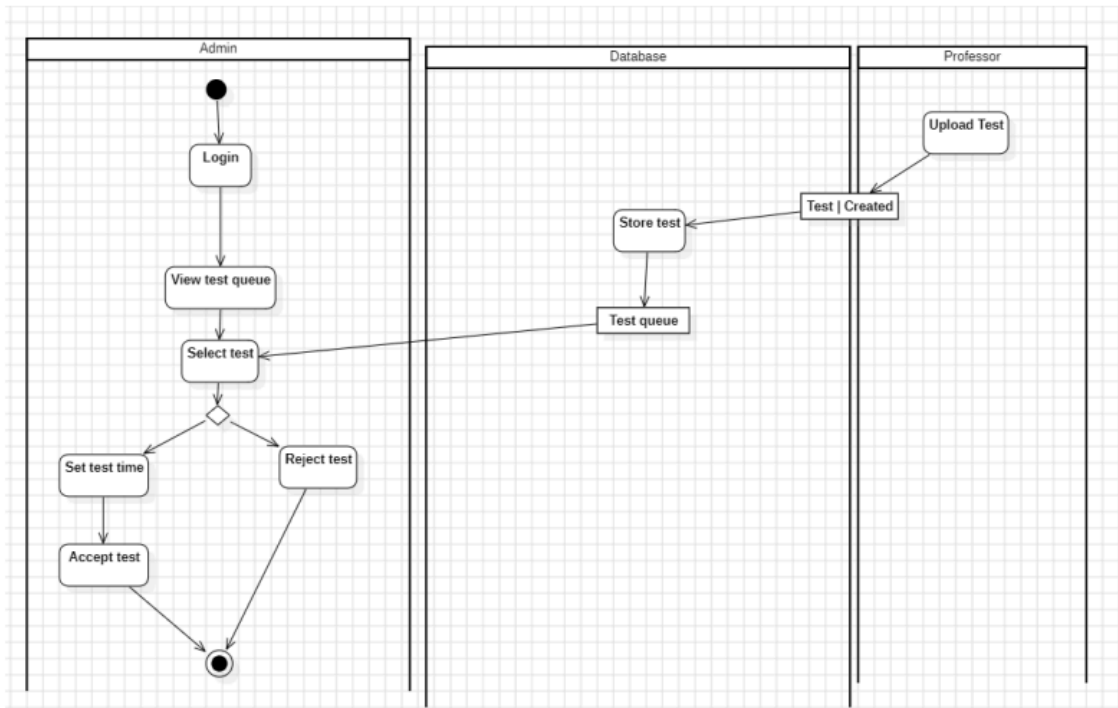 Admin
Database
Professor
Upload Test
Login
Test | Created
Store test
View test queue
Test queue
Select test
Set test time
Reject test
Accept test